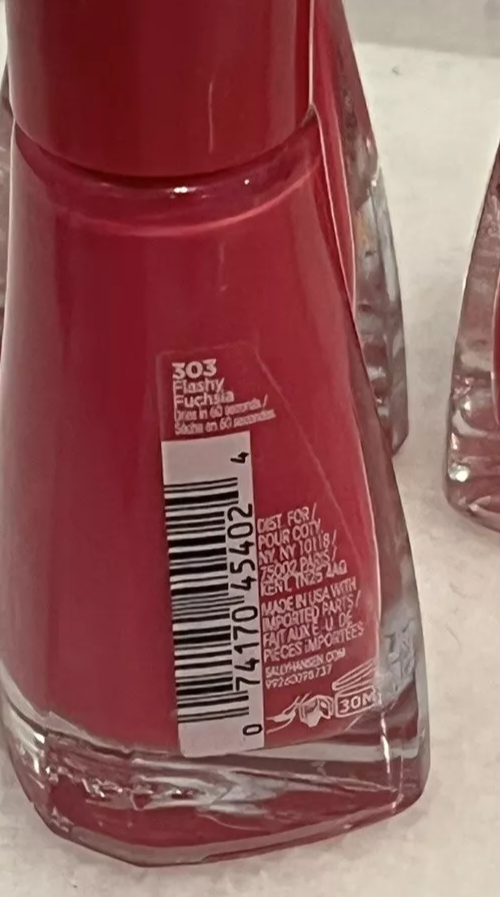 303
Flashy
Fuchsia
Dries in 60 seconds /
Sèche en 60 secondes
0 74170 45402 4
DIST. FOR /
POUR COTY,
NY, NY 10118 /
75002 PARIS /
KENT, TN25 4AQ
MADE IN USA WITH
IMPORTED PARTS /
FAIT AUX É.-U. DE
PIÈCES IMPORTÉES
SALLYHANSEN.COM
30M